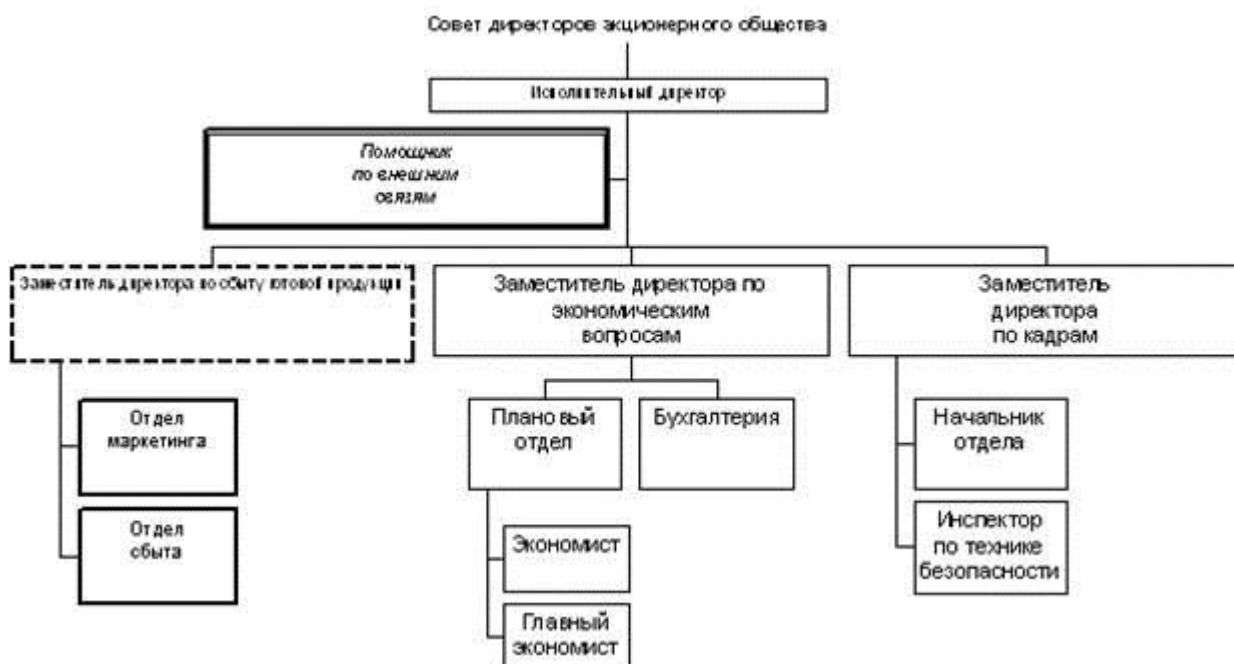 Совет директоров акционерного общества
Исполнительный директор
Помощник
по внешним
связям
Заместитель директора по сбыту готовой продукции
Заместитель директора по
экономическим
вопросам
Заместитель
директора
по кадрам
Отдел
маркетинга
Плановый
отдел
Бухгалтерия
Начальник
отдела
Отдел
сбыта
Экономист
Инспектор
по технике
безопасности
Главный
экономист